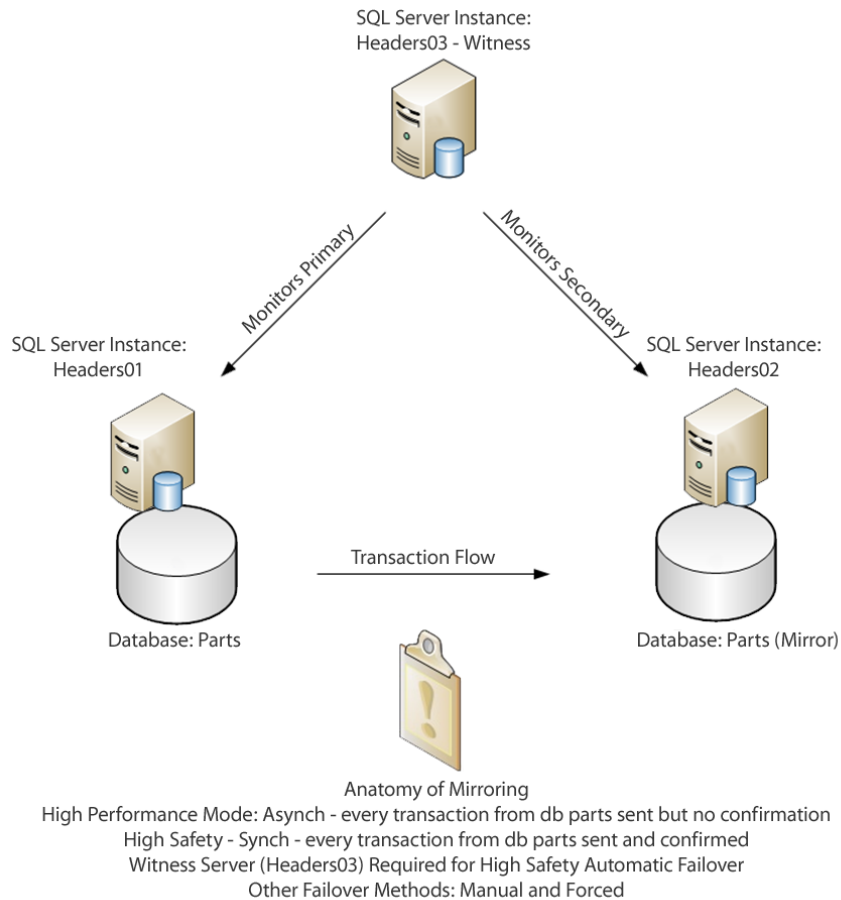 SQL Server Instance:
Headers03 - Witness
Monitors Primary
Monitors Secondary
SQL Server Instance:
Headers01
SQL Server Instance:
Headers02
Transaction Flow
Database: Parts
Database: Parts (Mirror)
Anatomy of Mirroring
High Performance Mode: Asynch - every transaction from db parts sent but no confirmation
High Safety - Synch - every transaction from db parts sent and confirmed
Witness Server (Headers03) Required for High Safety Automatic Failover
Other Failover Methods: Manual and Forced